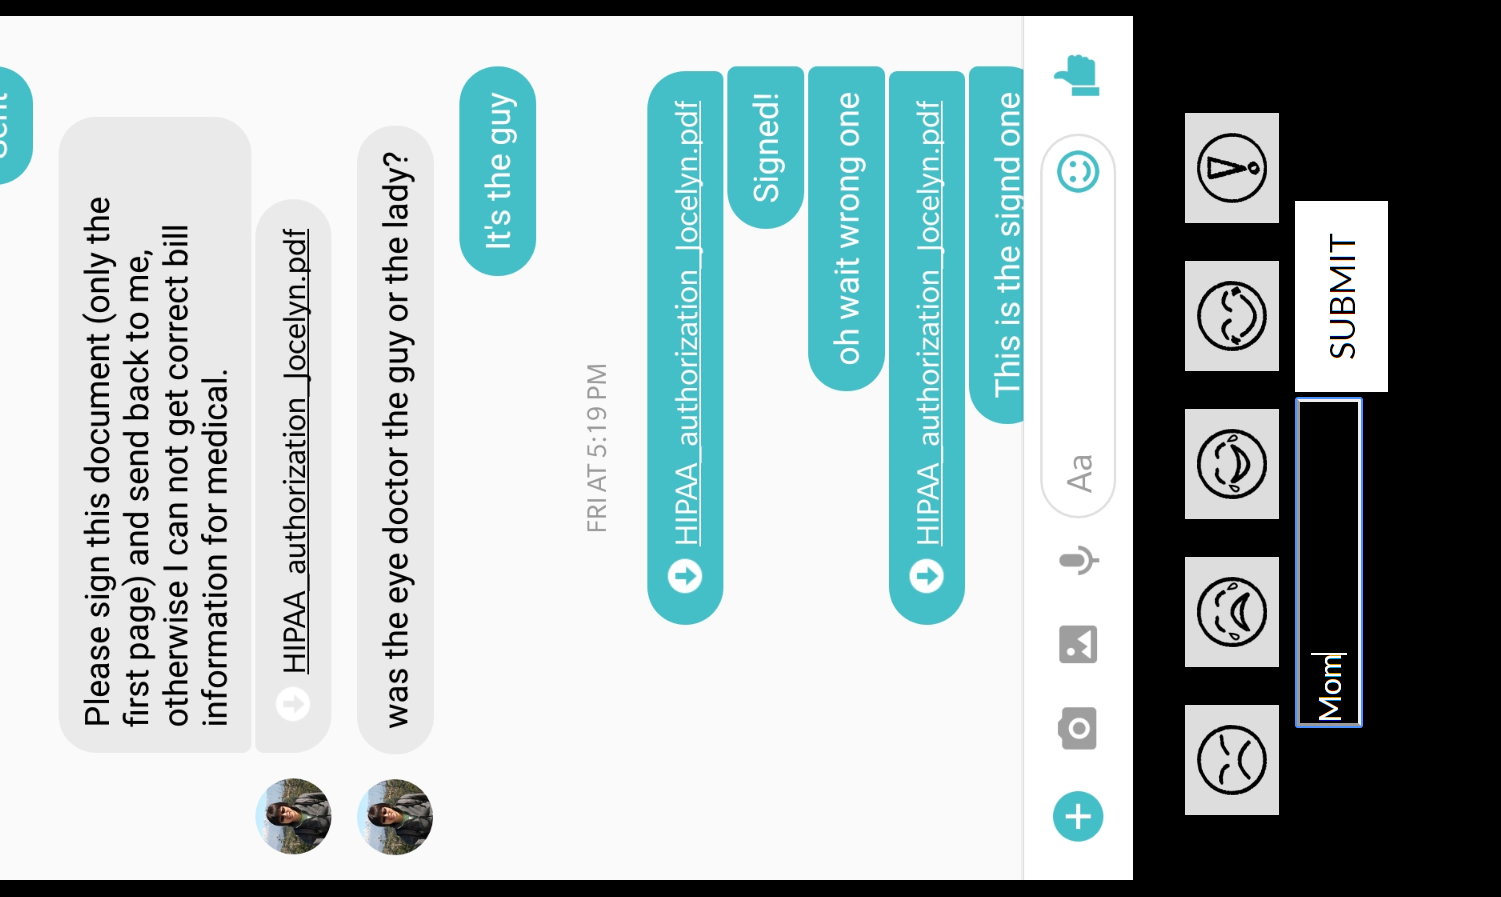 Sent
Please sign this document (only the
first page) and send back to me,
otherwise I can not get correct bill
information for medical.
HIPAA_authorization_Jocelyn.pdf
was the eye doctor the guy or the lady?
It's the guy
FRI AT 5:19 PM
HIPAA_authorization_Jocelyn.pdf
Signed!
oh wait wrong one
HIPAA_authorization_Jocelyn.pdf
This is the signd one
Aa
Mom
SUBMIT